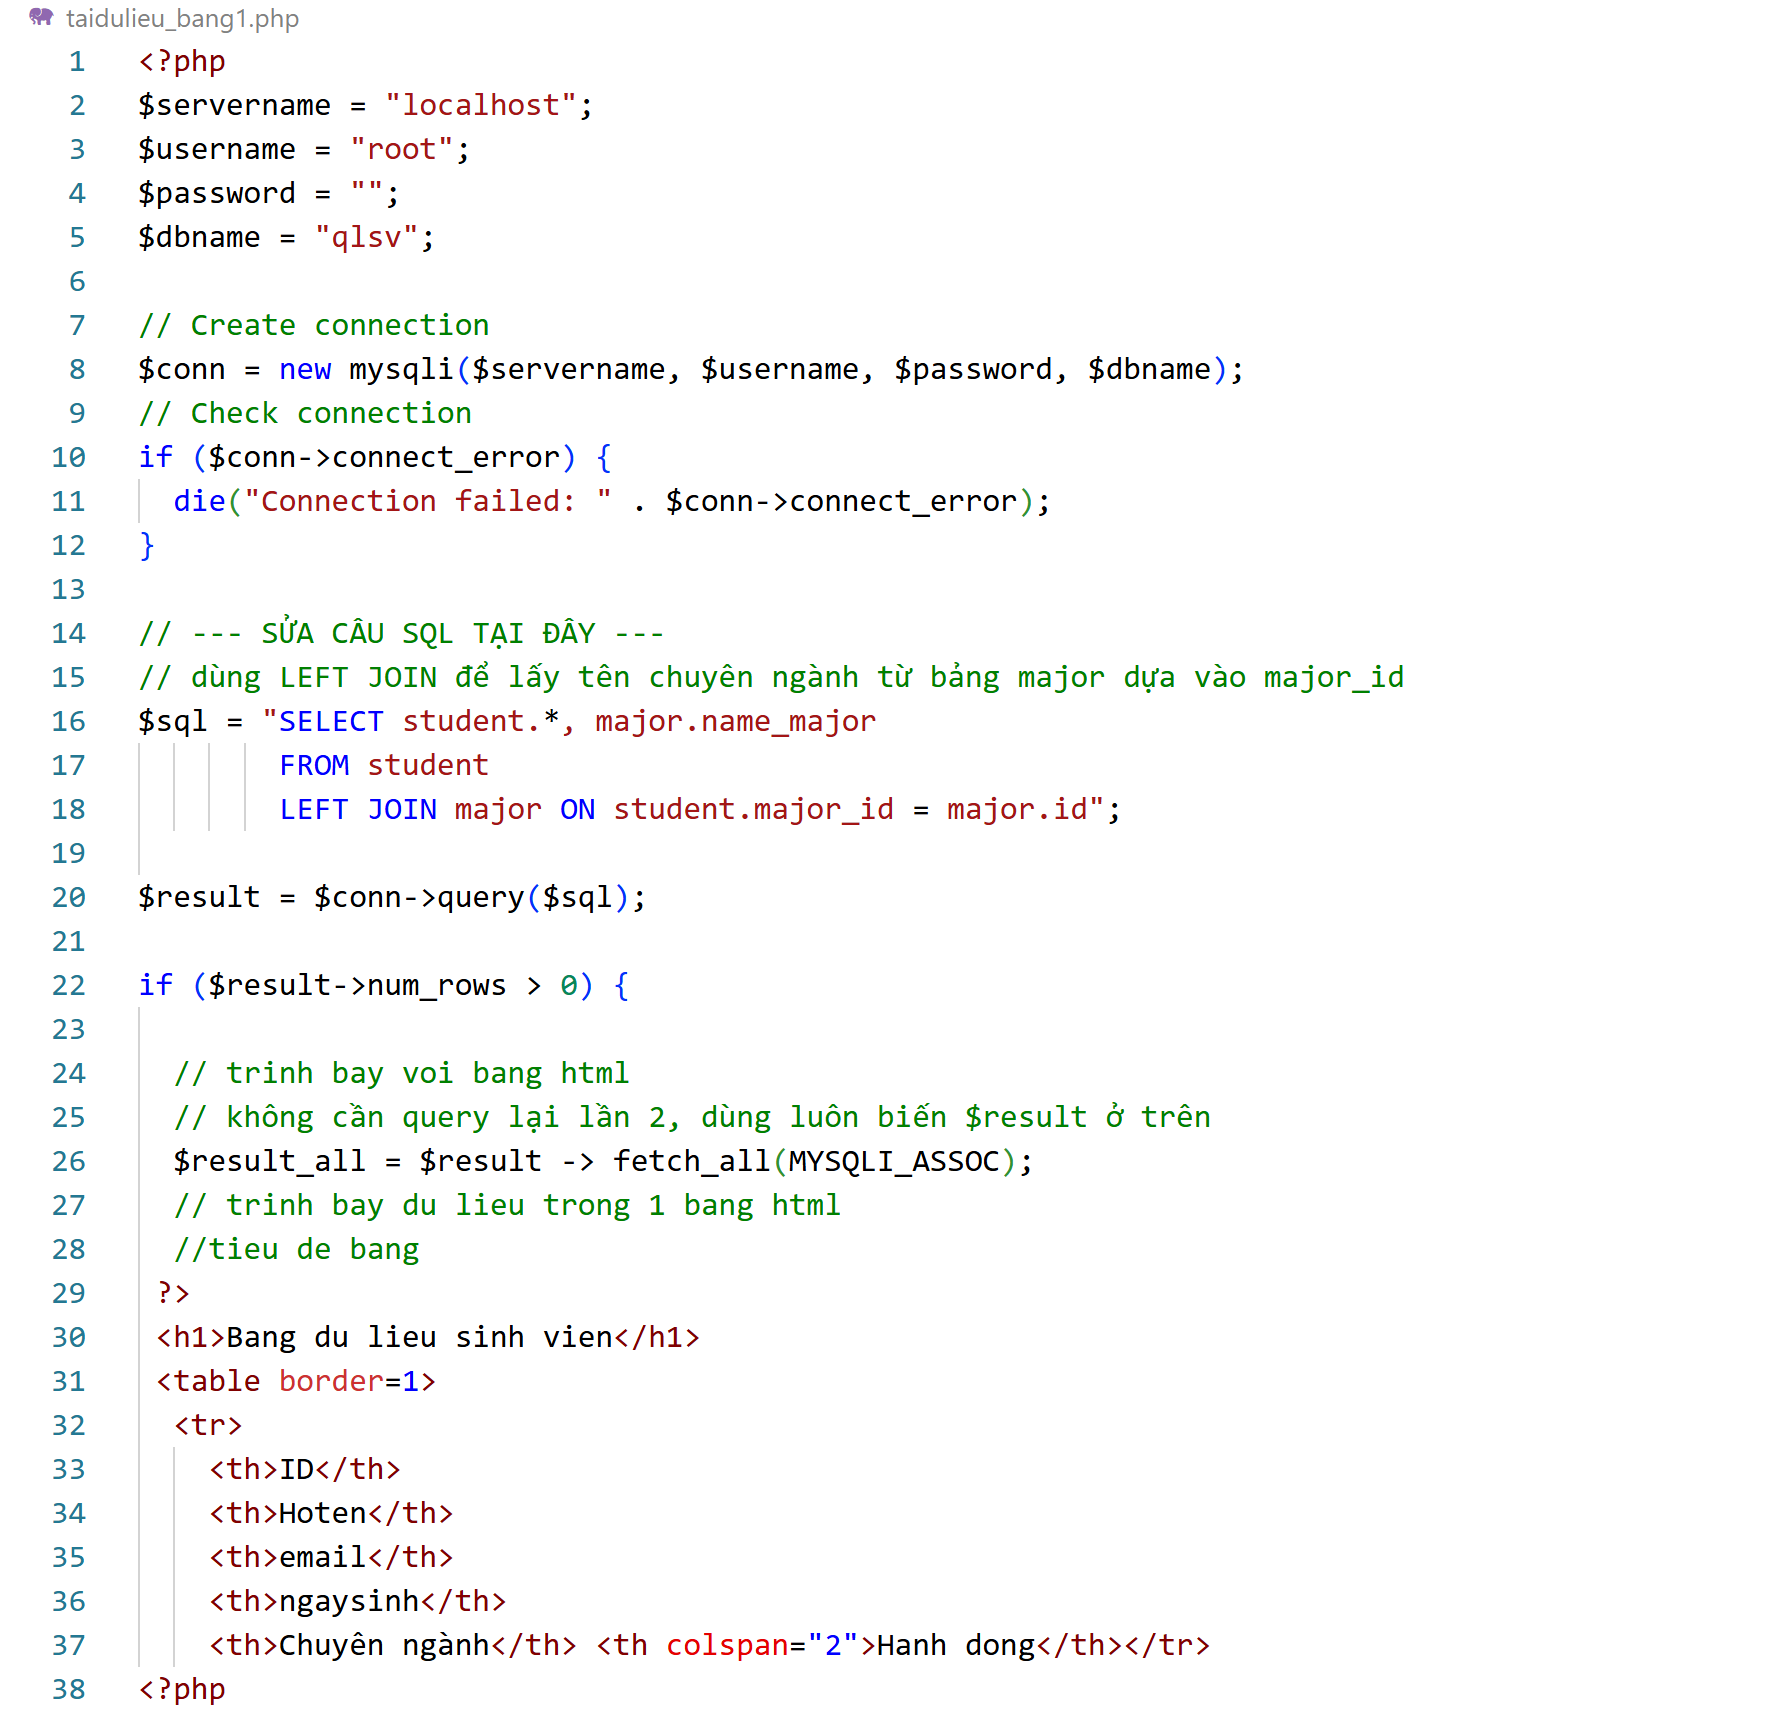 taidulieu_bang1.php
1 <?php
2 $servername = "localhost";
3 $username = "root";
4 $password = "";
5 $dbname = "qlsv";
6
7 // Create connection
8 $conn = new mysqli($servername, $username, $password, $dbname);
9 // Check connection
10 if ($conn->connect_error) {
11   die("Connection failed: " . $conn->connect_error);
12 }
13
14 // --- SỬA CÂU SQL TẠI ĐÂY ---
15 // dùng LEFT JOIN để lấy tên chuyên ngành từ bảng major dựa vào major_id
16 $sql = "SELECT student.*, major.name_major
17         FROM student
18         LEFT JOIN major ON student.major_id = major.id";
19
20 $result = $conn->query($sql);
21
22 if ($result->num_rows > 0) {
23
24   // trinh bay voi bang html
25   // không cần query lại lần 2, dùng luôn biến $result ở trên
26   $result_all = $result -> fetch_all(MYSQLI_ASSOC);
27   // trinh bay du lieu trong 1 bang html
28   //tieu de bang
29  ?>
30  <h1>Bang du lieu sinh vien</h1>
31  <table border=1>
32   <tr>
33     <th>ID</th>
34     <th>Hoten</th>
35     <th>email</th>
36     <th>ngaysinh</th>
37     <th>Chuyên ngành</th> <th colspan="2">Hanh dong</th></tr>
38 <?php